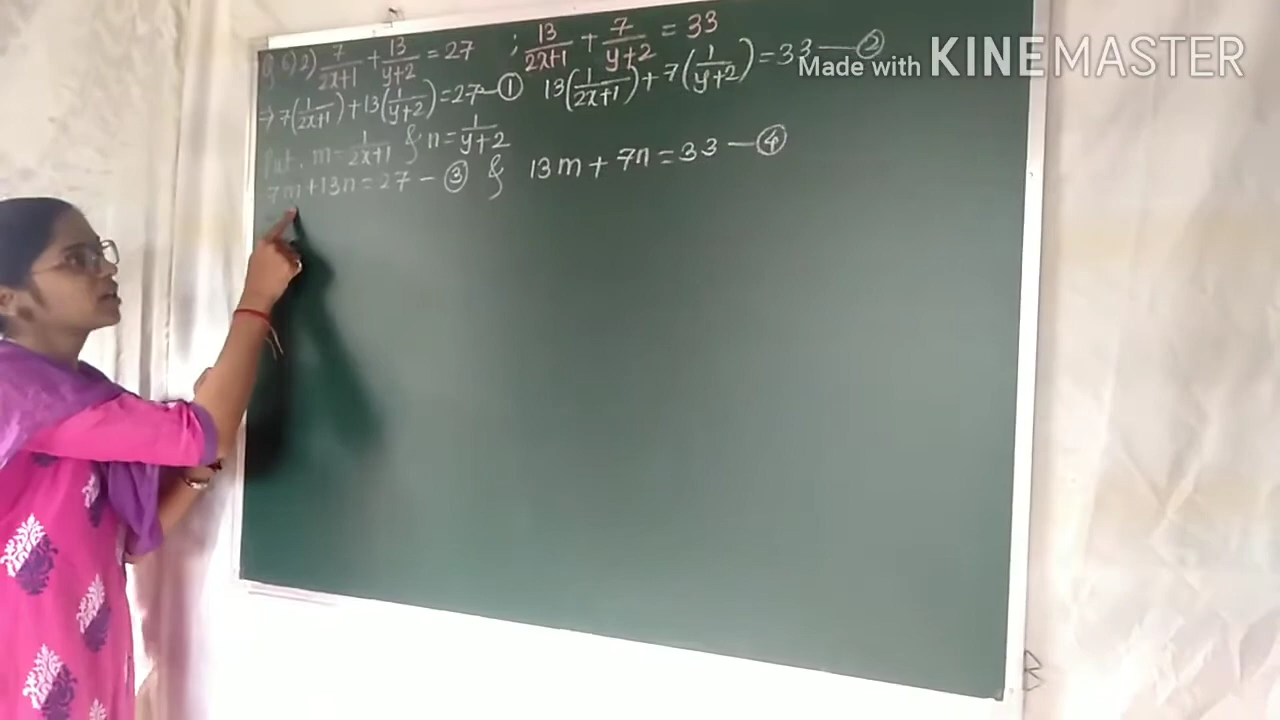 Q 1) 2) 7/(2x+1) + 13/(y+2) = 27 ; 13/(2x+1) + 7/(y+2) = 33
⇒ 7(1/(2x+1)) + 13(1/(y+2)) = 27 — ① 13(1/(2x+1)) + 7(1/(y+2)) = 33 — ②
Put, m = 1/(2x+1) & n = 1/(y+2)
7m + 13n = 27 — ③ & 13m + 7n = 33 — ④
Made with KINEMASTER